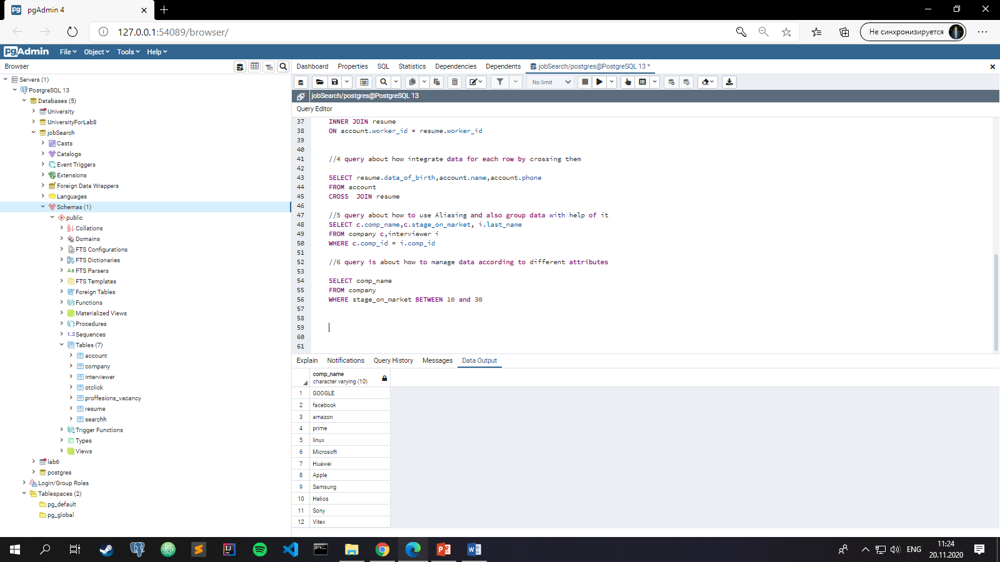 pgAdmin 4
127.0.0.1:54089/browser/
Не синхронизируется
pgAdmin File Object Tools Help
Browser
Servers (1)
PostgreSQL 13
Databases (5)
University
UniversityForLab8
jobSearch
Casts
Catalogs
Event Triggers
Extensions
Foreign Data Wrappers
Languages
Schemas (1)
public
Collations
Domains
FTS Configurations
FTS Dictionaries
FTS Parsers
FTS Templates
Foreign Tables
Functions
Materialized Views
Procedures
1..3 Sequences
Tables (7)
account
company
interviewer
otclick
proffesions_vacancy
resume
searchh
Trigger Functions
Types
Views
lab6
postgres
Login/Group Roles
Tablespaces (2)
pg_default
pg_global
Dashboard Properties SQL Statistics Dependencies Dependents jobSearch/postgres@PostgreSQL 13 *
No limit
jobSearch/postgres@PostgreSQL 13
Query Editor
37 INNER JOIN resume
38 ON account.worker_id = resume.worker_id
39
40
41 //4 query about how integrate data for each row by crossing them
42
43 SELECT resume.data_of_birth,account.name,account.phone
44 FROM account
45 CROSS  JOIN resume
46
47 //5 query about how to use Aliasing and also group data with help of it
48 SELECT c.comp_name,c.stage_on_market, i.last_name
49 FROM company c,interviewer i
50 WHERE c.comp_id = i.comp_id
51
52 //6 query is about how to manage data according to different attributes
53
54 SELECT comp_name
55 FROM company
56 WHERE stage_on_market BETWEEN 10 and 30
57
58
59
60
61
Explain Notifications Query History Messages Data Output
comp_name
character varying (10)
1 GOOGLE
2 facebook
3 amazon
4 prime
5 linux
6 Microsoft
7 Huawei
8 Apple
9 Samsung
10 Helios
11 Sony
12 Vitex
ENG
11:24
20.11.2020